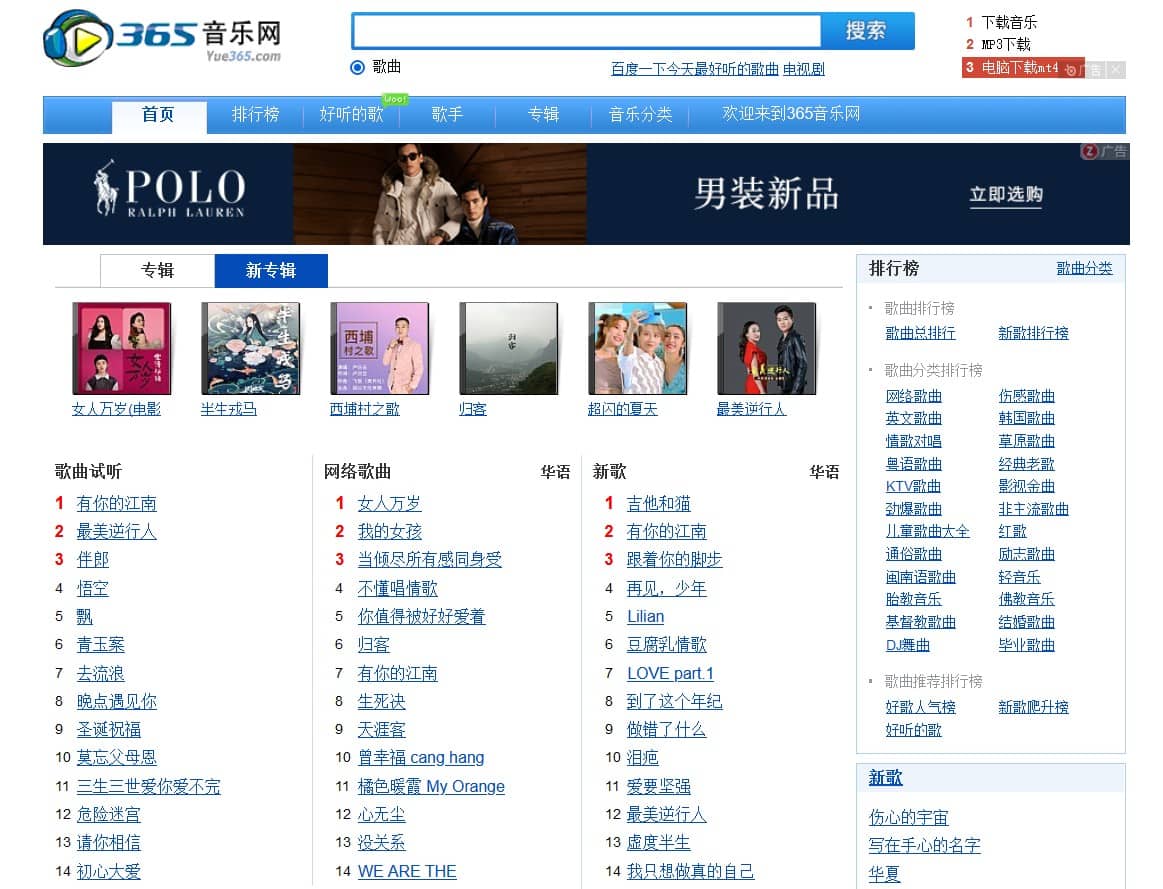 365 音乐网
Yue365.com
搜索
歌曲
百度一下今天最好听的歌曲 电视剧
1 下载音乐
2 MP3下载
3 电脑下载mt4
广告
首页 排行榜 好听的歌 歌手 专辑 音乐分类 欢迎来到365音乐网
Woo!
POLO
RALPH LAUREN
男装新品
立即选购
广告
专辑 新专辑
女人万岁(电影 半生戎马 西埔村之歌 归客 超闪的夏天 最美逆行人
歌曲试听
1 有你的江南
2 最美逆行人
3 伴郎
4 悟空
5 飘
6 青玉案
7 去流浪
8 晚点遇见你
9 圣诞祝福
10 莫忘父母恩
11 三生三世爱你爱不完
12 危险迷宫
13 请你相信
14 初心大爱
网络歌曲 华语
1 女人万岁
2 我的女孩
3 当倾尽所有感同身受
4 不懂唱情歌
5 你值得被好好爱着
6 归客
7 有你的江南
8 生死决
9 天涯客
10 曾幸福 cang hang
11 橘色暖霞 My Orange
12 心无尘
13 没关系
14 WE ARE THE
新歌 华语
1 吉他和猫
2 有你的江南
3 跟着你的脚步
4 再见，少年
5 Lilian
6 豆腐乳情歌
7 LOVE part.1
8 到了这个年纪
9 做错了什么
10 泪疤
11 爱要坚强
12 最美逆行人
13 虚度半生
14 我只想做真的自己
排行榜 歌曲分类
歌曲排行榜
歌曲总排行 新歌排行榜
歌曲分类排行榜
网络歌曲 伤感歌曲
英文歌曲 韩国歌曲
情歌对唱 草原歌曲
粤语歌曲 经典老歌
KTV歌曲 影视金曲
劲爆歌曲 非主流歌曲
儿童歌曲大全 红歌
通俗歌曲 励志歌曲
闽南语歌曲 轻音乐
胎教音乐 佛教音乐
基督教歌曲 结婚歌曲
DJ舞曲 毕业歌曲
歌曲推荐排行榜
好歌人气榜 新歌爬升榜
好听的歌
新歌
伤心的宇宙
写在手心的名字
华夏